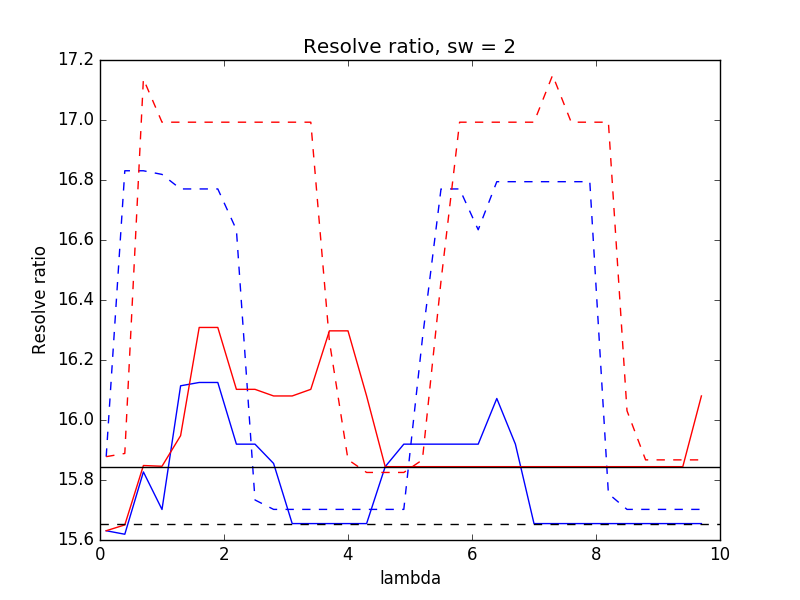 Resolve ratio, sw = 2
17.2
17.0
16.8
16.6
16.4
16.2
16.0
15.8
15.6
Resolve ratio
0 2 4 6 8 10
lambda